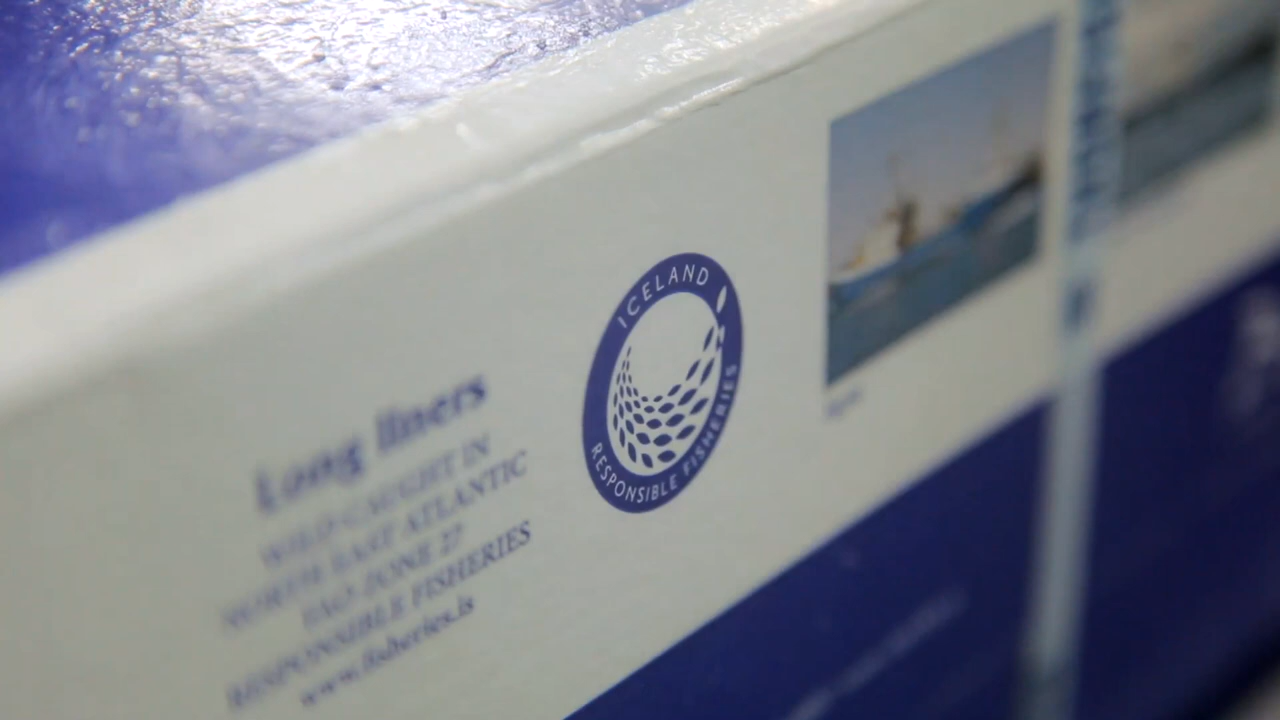 Long liners
WILD CAUGHT IN
NORTH EAST ATLANTIC
FAO ZONE 27
RESPONSIBLE FISHERIES
www.fisheries.is
ICELAND
RESPONSIBLE FISHERIES